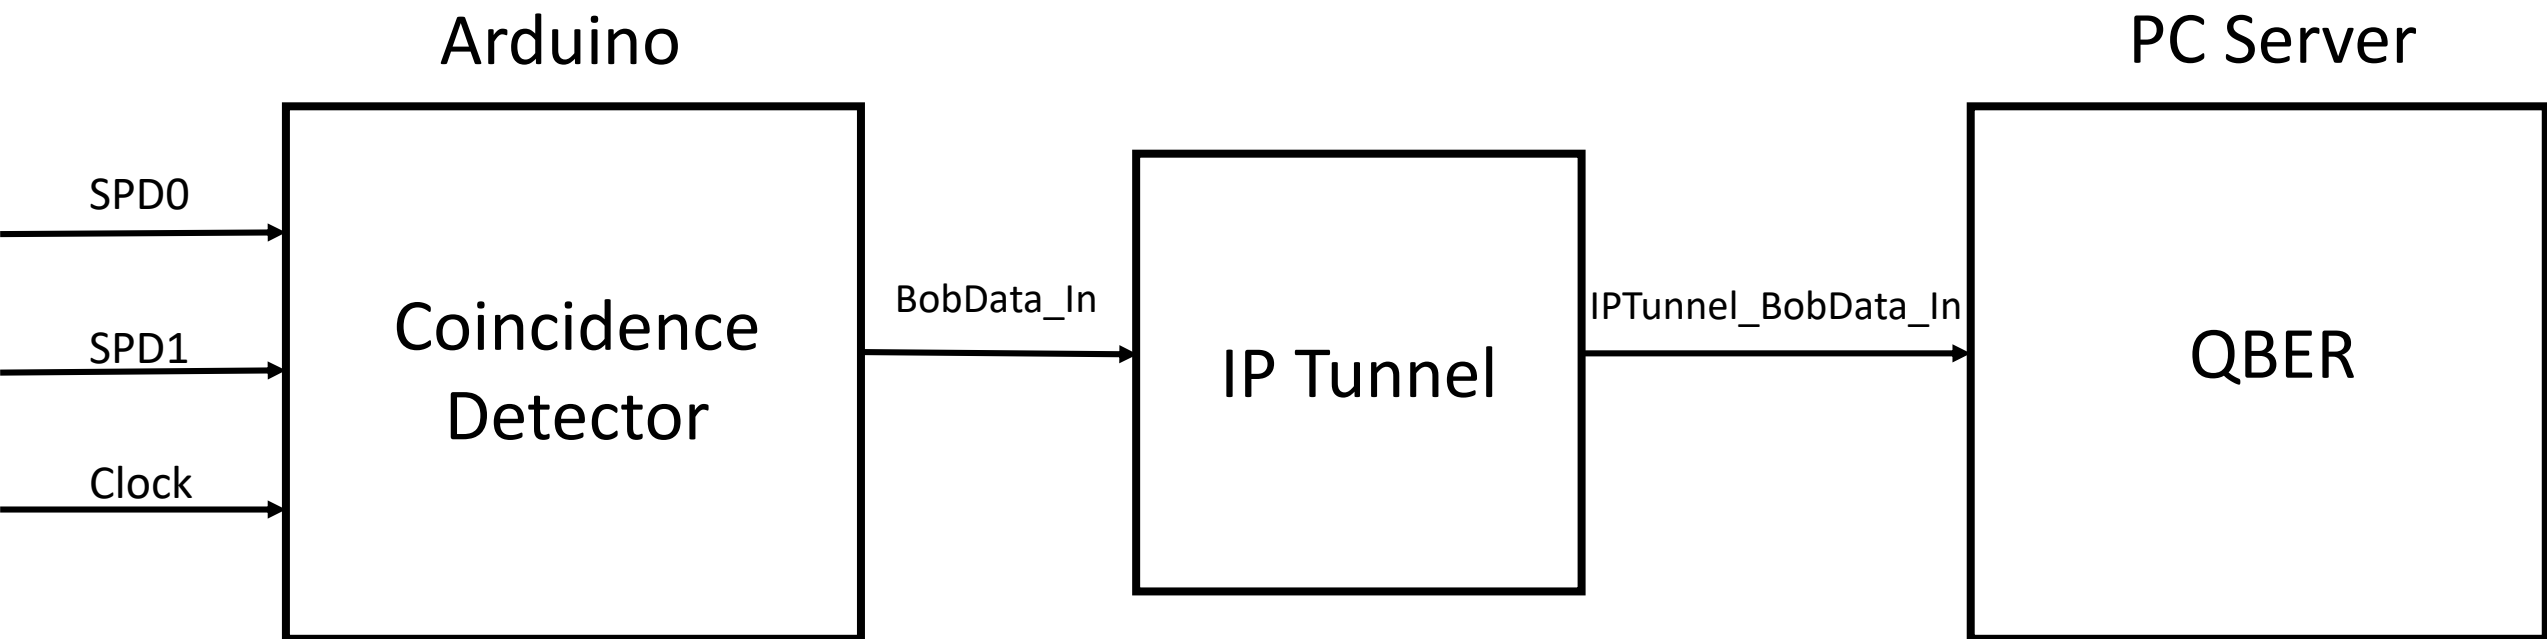 Arduino
PC Server
SPD0
SPD1
Clock
Coincidence
Detector
BobData_In
IP Tunnel
IPTunnel_BobData_In
QBER